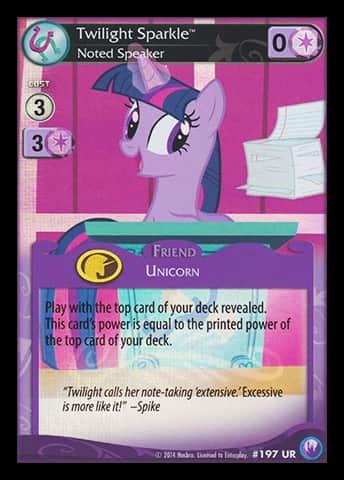 Twilight Sparkle™
Noted Speaker
0
COST
3
3
FRIEND
UNICORN
Play with the top card of your deck revealed.
This card's power is equal to the printed power of
the top card of your deck.
"Twilight calls her note-taking 'extensive.' Excessive
is more like it!" –Spike
© 2014 Hasbro. Licensed to Enterplay.
#197 UR